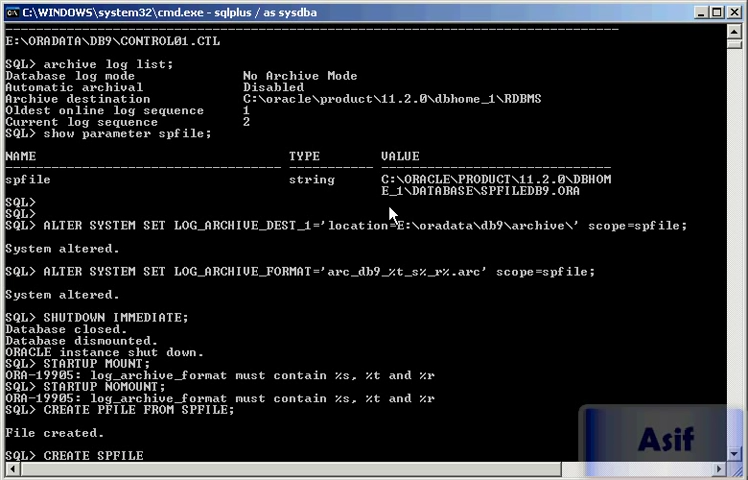 C:\WINDOWS\system32\cmd.exe - sqlplus / as sysdba
--------------------------------------------------------------------------------
E:\ORADATA\DB9\CONTROL01.CTL
SQL> archive log list;
Database log mode              No Archive Mode
Automatic archival             Disabled
Archive destination            C:\oracle\product\11.2.0\dbhome_1\RDBMS
Oldest online log sequence     1
Current log sequence           2
SQL> show parameter spfile;
NAME                                 TYPE        VALUE
------------------------------------ ----------- ------------------------------
spfile                               string      C:\ORACLE\PRODUCT\11.2.0\DBHOM
                                                 E_1\DATABASE\SPFILEDB9.ORA
SQL>
SQL>
SQL> ALTER SYSTEM SET LOG_ARCHIVE_DEST_1='location=E:\oradata\db9\archive\' scope=spfile;
System altered.
SQL> ALTER SYSTEM SET LOG_ARCHIVE_FORMAT='arc_db9_%t_s%_r%.arc' scope=spfile;
System altered.
SQL> SHUTDOWN IMMEDIATE;
Database closed.
Database dismounted.
ORACLE instance shut down.
SQL> STARTUP MOUNT;
ORA-19905: log_archive_format must contain %s, %t and %r
SQL> STARTUP NOMOUNT;
ORA-19905: log_archive_format must contain %s, %t and %r
SQL> CREATE PFILE FROM SPFILE;
File created.
SQL> CREATE SPFILE
Asif